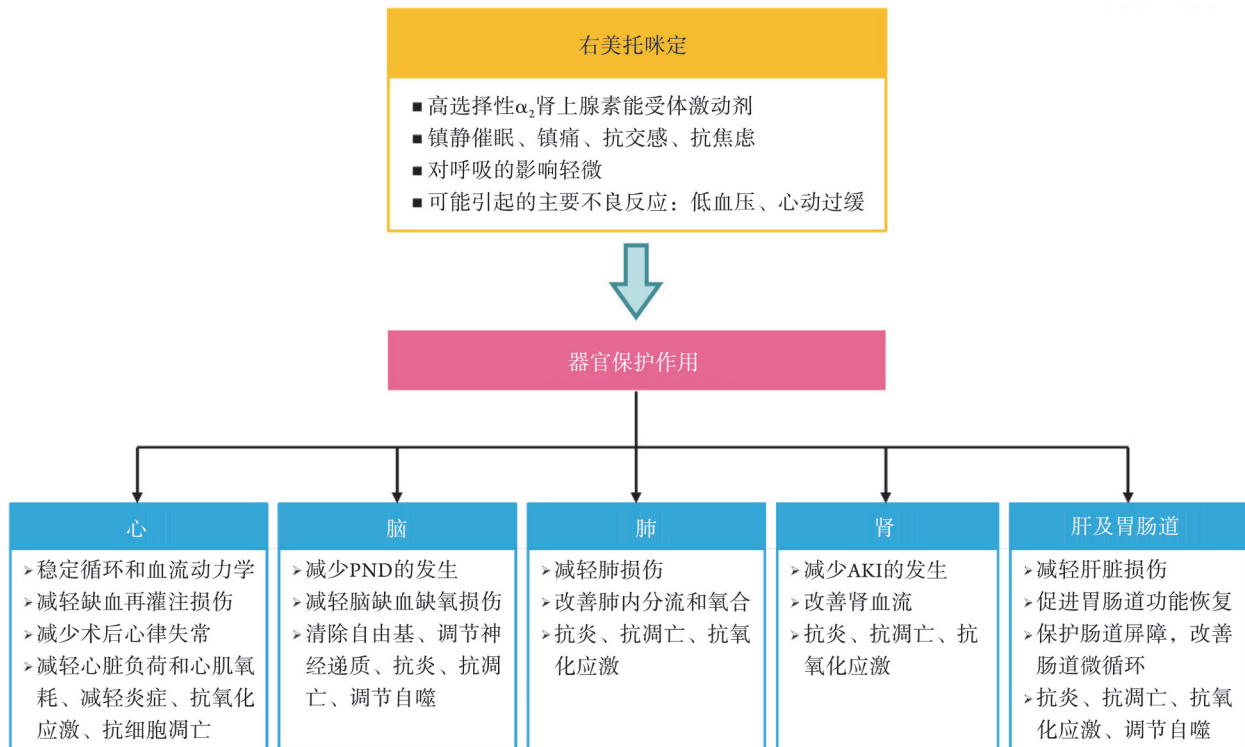 右美托咪定
■ 高选择性α₂肾上腺素能受体激动剂
■ 镇静催眠、镇痛、抗交感、抗焦虑
■ 对呼吸的影响轻微
■ 可能引起的主要不良反应：低血压、心动过缓
器官保护作用
心
➢稳定循环和血流动力学
➢减轻缺血再灌注损伤
➢减少术后心律失常
➢减轻心脏负荷和心肌氧
耗、减轻炎症、抗氧化
应激、抗细胞凋亡
脑
➢减少PND的发生
➢减轻脑缺血缺氧损伤
➢清除自由基、调节神
经递质、抗炎、抗凋
亡、调节自噬
肺
➢减轻肺损伤
➢改善肺内分流和氧合
➢抗炎、抗凋亡、抗氧
化应激
肾
➢减少AKI的发生
➢改善肾血流
➢抗炎、抗凋亡、抗
氧化应激
肝及胃肠道
➢减轻肝脏损伤
➢促进胃肠道功能恢复
➢保护肠道屏障，改善
肠道微循环
➢抗炎、抗凋亡、抗氧
化应激、调节自噬